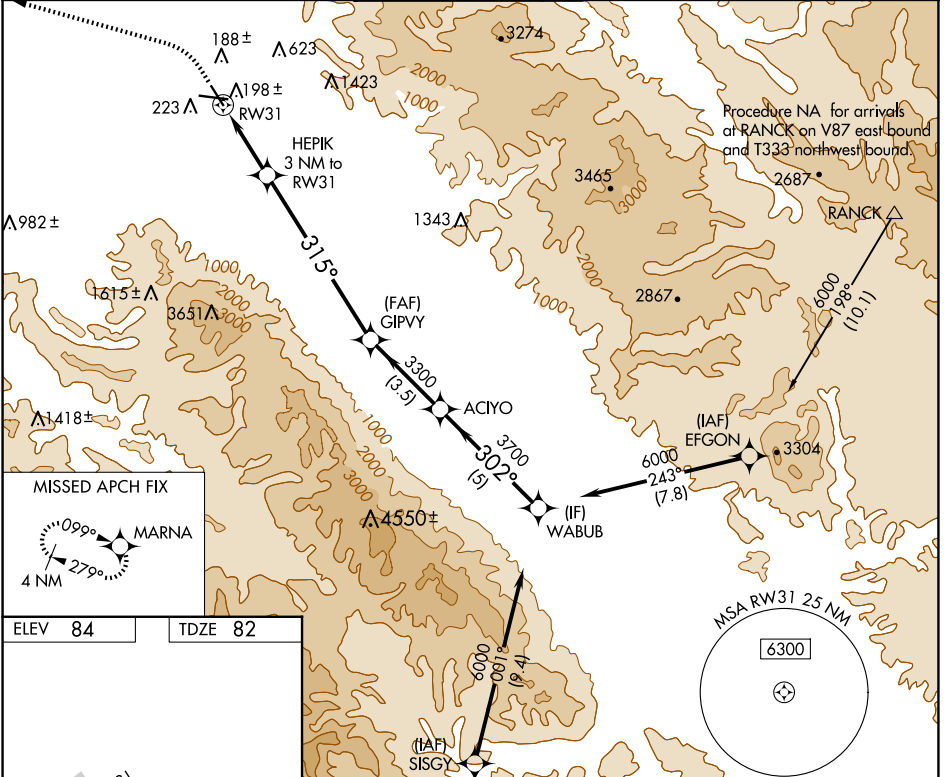 3274
188±
623
2000
1423
1000
198±
223
RW31
Procedure NA for arrivals
at RANCK on V87 east bound
and T333 northwest bound.
HEPIK
3 NM to
RW31
3465
3000
2687
RANCK
982±
1343
315°
1000
2000
6000
198°
(10.1)
1615±
2000
3651
3000
2867
1000
(FAF)
GIPVY
3300
(3.5)
ACIYO
1418±
1000
2000
3000
3700
302°
(5)
(IAF)
EFGON
3304
6000
243°
(7.8)
(IF)
WABUB
4550±
MISSED APCH FIX
099°
MARNA
279°
4 NM
MSA RW31 25 NM
6300
ELEV 84
TDZE 82
6000
001°
(9.4)
(IAF)
SISGY